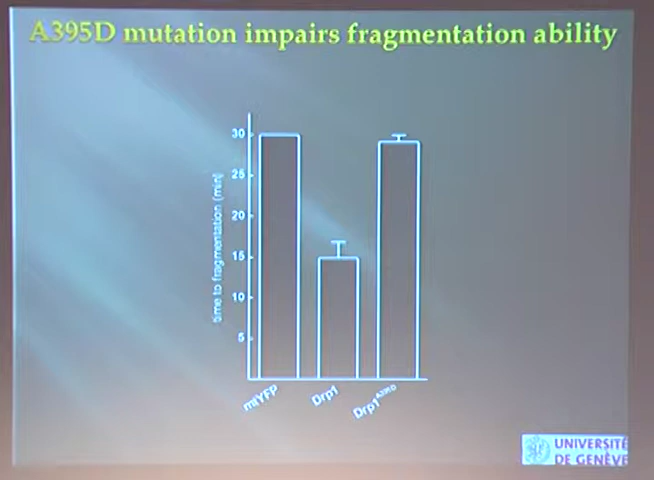 A395D mutation impairs fragmentation ability
30
25
20
15
10
5
time to fragmentation (min)
mtYFP
Drp1
Drp1ᴬ³⁹⁵ᴰ
UNIVERSITÉ
DE GENÈVE